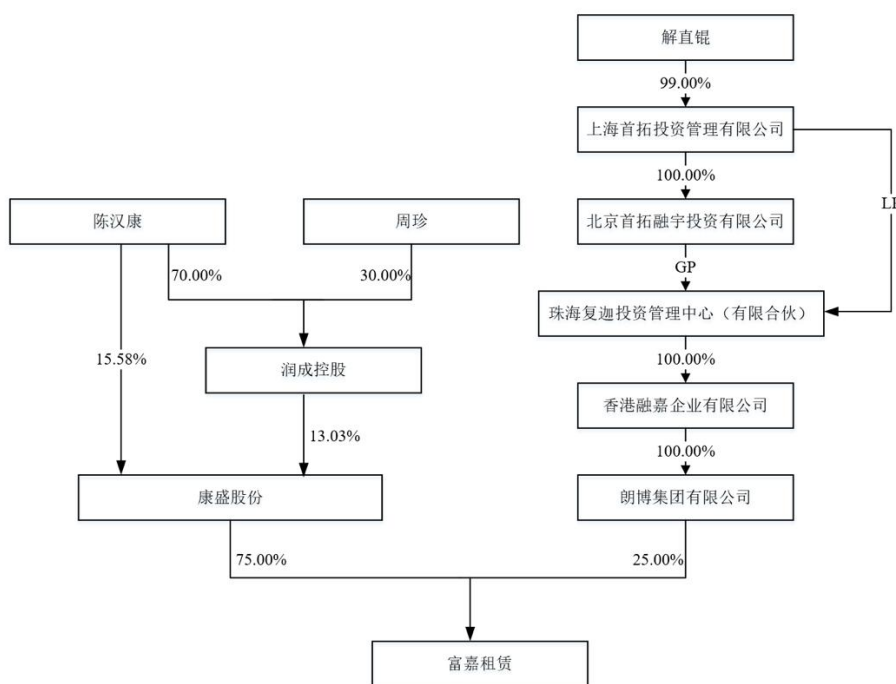 解直锟
99.00%
上海首拓投资管理有限公司
100.00%
LP
陈汉康
周珍
北京首拓融宇投资有限公司
70.00%
30.00%
GP
珠海复迦投资管理中心（有限合伙）
15.58%
润成控股
100.00%
香港融嘉企业有限公司
13.03%
100.00%
康盛股份
朗博集团有限公司
75.00%
25.00%
富嘉租赁